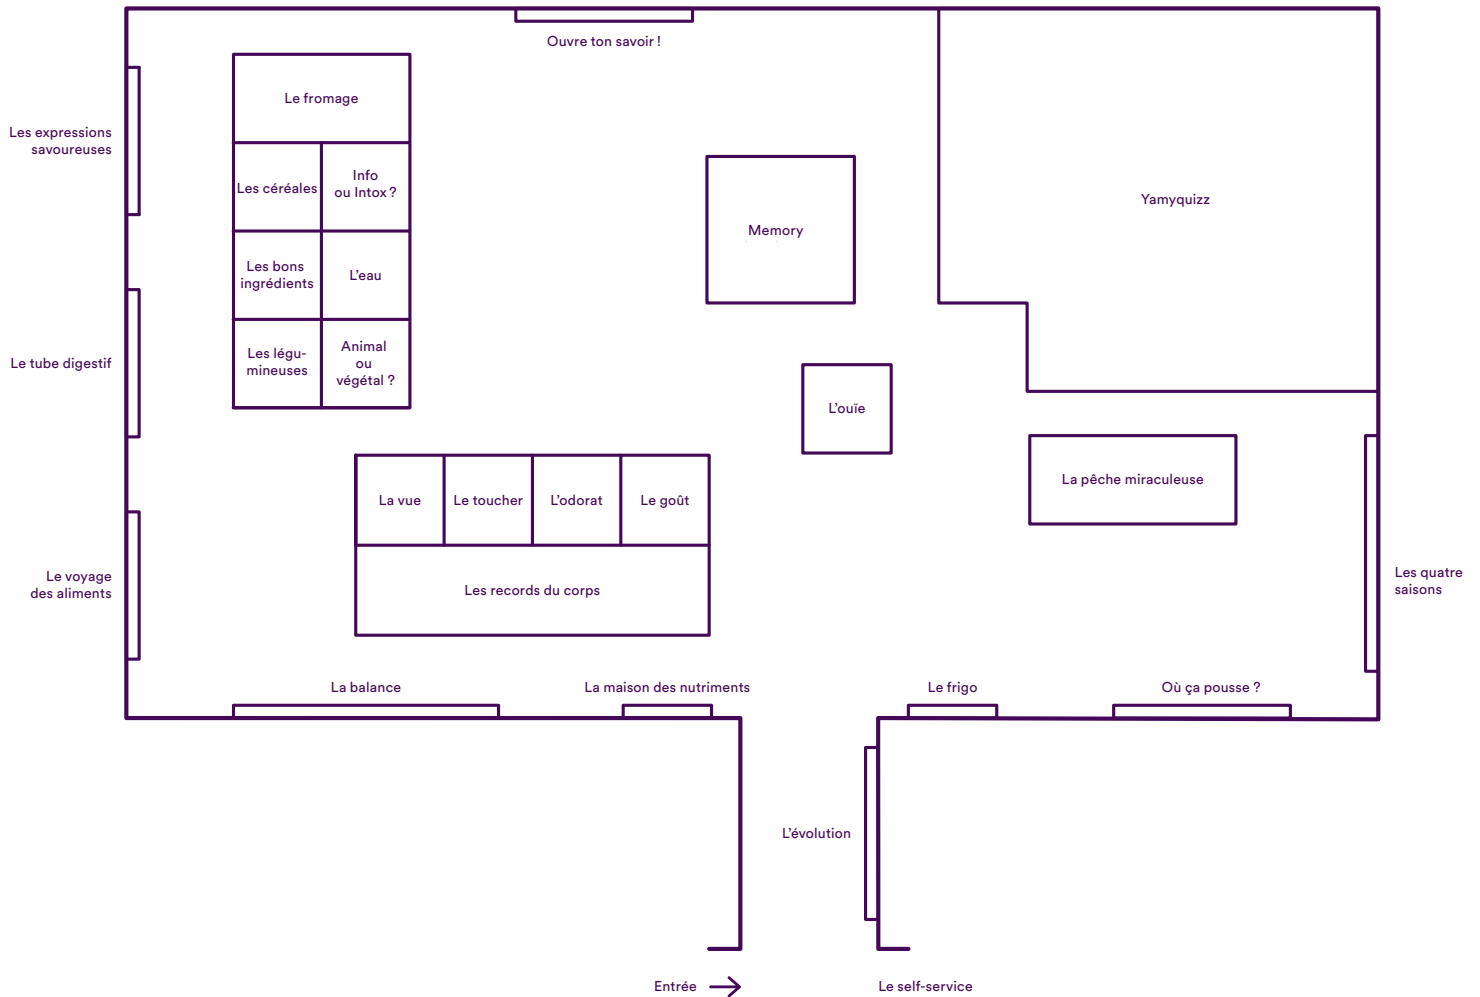 Ouvre ton savoir !
Le fromage
Les expressions
savoureuses
Les céréales
Info
ou Intox ?
Yamyquizz
Memory
Les bons
ingrédients
L’eau
Le tube digestif
Les légu-
mineuses
Animal
ou
végétal ?
L’ouïe
La pêche miraculeuse
La vue
Le toucher
L’odorat
Le goût
Le voyage
des aliments
Les records du corps
Les quatre
saisons
La balance
La maison des nutriments
Le frigo
Où ça pousse ?
L’évolution
Entrée
Le self-service